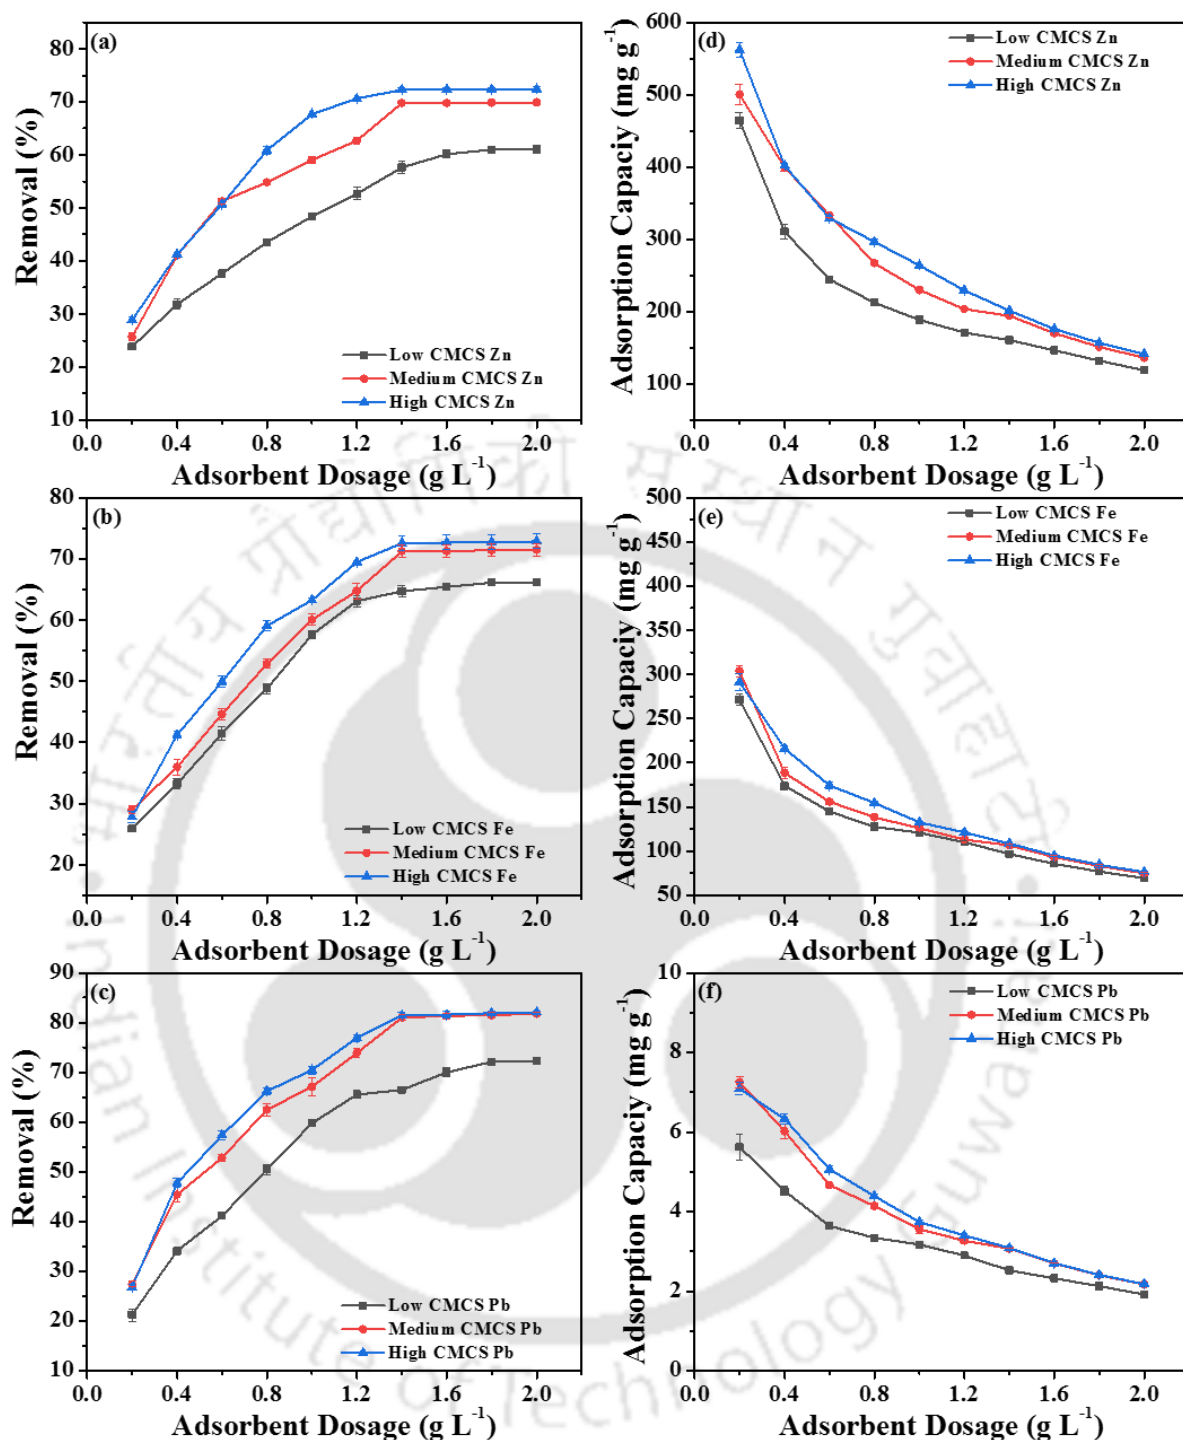 (a)
Removal (%)
80
70
60
50
40
30
20
10
Low CMCS Zn
Medium CMCS Zn
High CMCS Zn
0.0 0.4 0.8 1.2 1.6 2.0
Adsorbent Dosage (g L-1)
(d)
Adsorption Capaciy (mg g-1)
600
500
400
300
200
100
Low CMCS Zn
Medium CMCS Zn
High CMCS Zn
0.0 0.4 0.8 1.2 1.6 2.0
Adsorbent Dosage (g L-1)
(b)
Removal (%)
80
70
60
50
40
30
20
Low CMCS Fe
Medium CMCS Fe
High CMCS Fe
0.0 0.4 0.8 1.2 1.6 2.0
Adsorbent Dosage (g L-1)
(e)
Adsorption Capaciy (mg g-1)
500
450
400
350
300
250
200
150
100
50
Low CMCS Fe
Medium CMCS Fe
High CMCS Fe
0.0 0.4 0.8 1.2 1.6 2.0
Adsorbent Dosage (g L-1)
(c)
Removal (%)
90
80
70
60
50
40
30
20
10
Low CMCS Pb
Medium CMCS Pb
High CMCS Pb
0.0 0.4 0.8 1.2 1.6 2.0
Adsorbent Dosage (g L-1)
(f)
Adsorption Capaciy (mg g-1)
10
8
6
4
2
0
Low CMCS Pb
Medium CMCS Pb
High CMCS Pb
0.0 0.4 0.8 1.2 1.6 2.0
Adsorbent Dosage (g L-1)
भारतीय प्रौद्योगिकी संस्थान गुवाहाटी
Indian Institute of Technology Guwahati